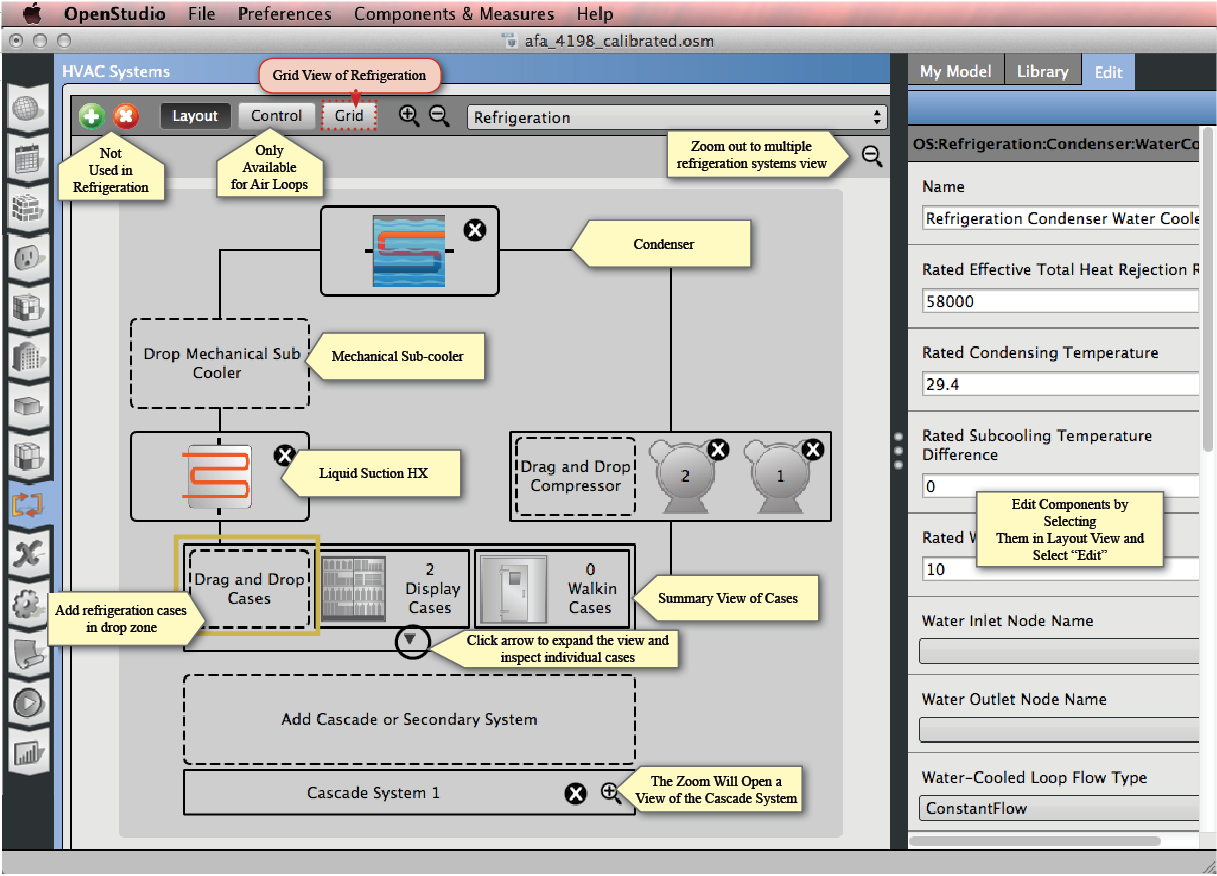 OpenStudio File Preferences Components & Measures Help
afa_4198_calibrated.osm
HVAC Systems
Grid View of Refrigeration
My Model Library Edit
Layout Control Grid
Refrigeration
Not
Used in
Refrigeration
Only
Available
for Air Loops
Zoom out to multiple
refrigeration systems view
OS:Refrigeration:Condenser:WaterCo
Name
Refrigeration Condenser Water Coole
Condenser
Rated Effective Total Heat Rejection R
58000
Drop Mechanical Sub
Cooler
Mechanical Sub-cooler
Rated Condensing Temperature
29.4
Rated Subcooling Temperature
Difference
0
Liquid Suction HX
Drag and Drop
Compressor
2
1
Edit Components by
Selecting
Them in Layout View and
Select “Edit”
Rated W
10
Drag and Drop
Cases
2
Display
Cases
0
Walkin
Cases
Summary View of Cases
Add refrigeration cases
in drop zone
Click arrow to expand the view and
inspect individual cases
Water Inlet Node Name
Water Outlet Node Name
Add Cascade or Secondary System
Cascade System 1
The Zoom Will Open a
View of the Cascade System
Water-Cooled Loop Flow Type
ConstantFlow